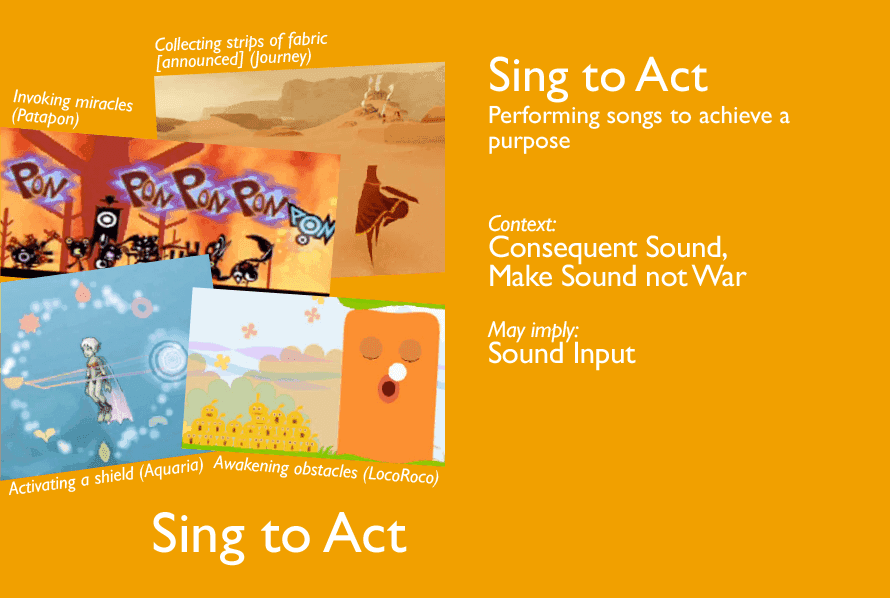 Collecting strips of fabric
[announced] (Journey)
Invoking miracles
(Patapon)
PON PON PON PON PON
Activating a shield (Aquaria)
Awakening obstacles (LocoRoco)
Sing to Act
Sing to Act
Performing songs to achieve a
purpose
Context:
Consequent Sound,
Make Sound not War
May imply:
Sound Input